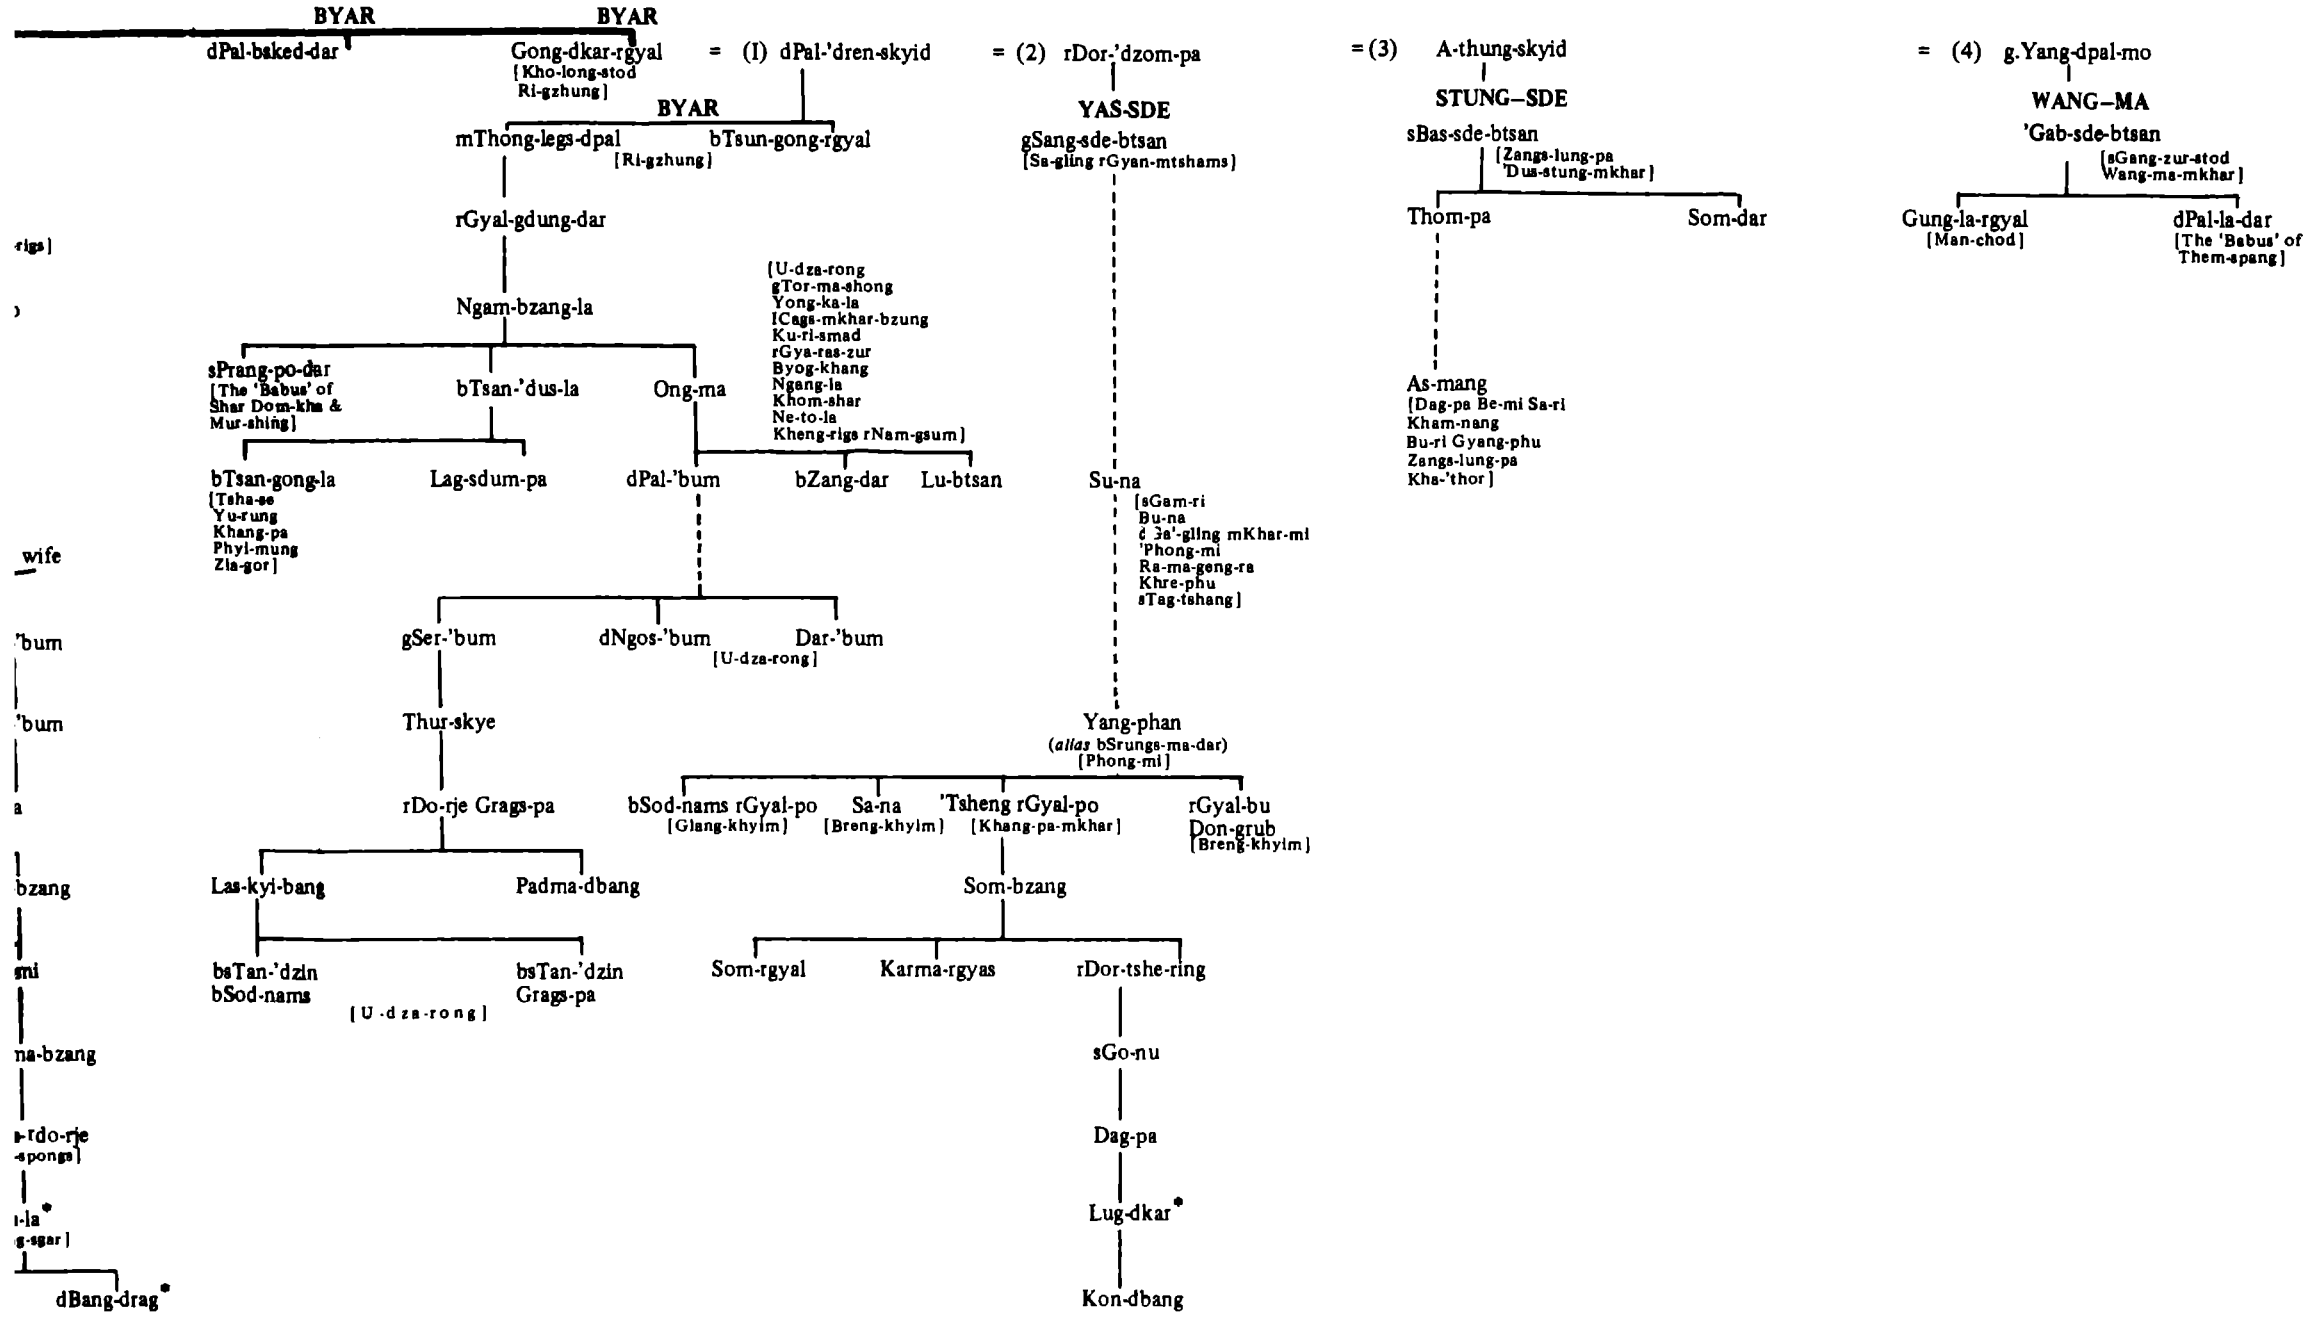 BYAR BYAR
dPal-bsked-dar Gong-dkar-rgyal = (1) dPal-'dren-skyid = (2) rDor-'dzom-pa = (3) A-thung-skyid = (4) g.Yang-dpal-mo
[Kho-long-stod
Ri-gzhung]
BYAR YAS-SDE STUNG–SDE WANG–MA
mThong-legs-dpal bTsun-gong-rgyal gSang-sde-btsan sBas-sde-btsan 'Gab-sde-btsan
[Ri-gzhung] [Sa-gling rGyan-mtshams] [Zangs-lung-pa [sGang-zur-stod
'Dus-stung-mkhar] Wang-ma-mkhar]
rGyal-gdung-dar Thom-pa Som-dar Gung-la-rgyal dPal-la-dar
-rigs] [Man-chod] [The 'Babus' of
Them-spang]
[U-dza-rong
gTor-ma-shong
Ngam-bzang-la Yong-ka-la
lCags-mkhar-bzung
Ku-ri-smad
rGya-ras-zur
sPrang-po-dar Byog-khang
[The 'Babus' of bTsan-'dus-la Ong-ma Ngang-la As-mang
Shar Dom-kha & Khom-shar [Dag-pa Be-mi Sa-ri
Mur-shing] Ne-to-la Kham-nang
Kheng-rigs rNam-gsum] Bu-ri Gyang-phu
Zangs-lung-pa
bTsan-gong-la Lag-sdum-pa dPal-'bum bZang-dar Lu-btsan Su-na Kha-'thor]
[Tsha-se [sGam-ri
Yu-rung Bu-na
Khang-pa gling mKhar-mi
Phyi-mung 'Phong-mi
wife Zla-gor] Ra-ma-geng-ra
Khre-phu
sTag-tshang]
'bum gSer-'bum dNgos-'bum Dar-'bum
[U-dza-rong]
'bum Thur-skye Yang-phan
(alias bSrungs-ma-dar)
[Phong-mi]
a rDo-rje Grags-pa bSod-nams rGyal-po Sa-na 'Tsheng rGyal-po rGyal-bu
[Glang-khyim] [Breng-khyim] [Khang-pa-mkhar] Don-grub
[Breng-khyim]
bzang Las-kyi-bang Padma-dbang Som-bzang
mi bsTan-'dzin bsTan-'dzin Som-rgyal Karma-rgyas rDor-tshe-ring
bSod-nams Grags-pa
[U-dza-rong]
na-bzang sGo-nu
-rdo-rje Dag-pa
-spongs]
-la* Lug-dkar*
g-sgar]
dBang-drag* Kon-dbang